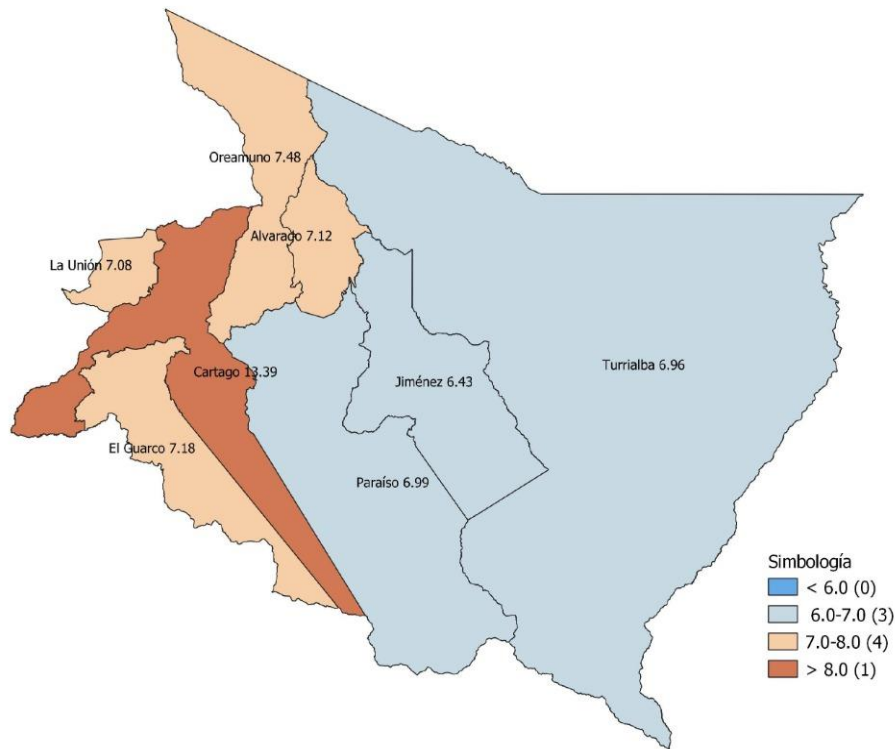 Oreamuno 7.48
Alvarado 7.12
La Unión 7.08
Turrialba 6.96
Cartago 13.39
Jiménez 6.43
El Guarco 7.18
Paraíso 6.99
Simbología
< 6.0 (0)
6.0-7.0 (3)
7.0-8.0 (4)
> 8.0 (1)